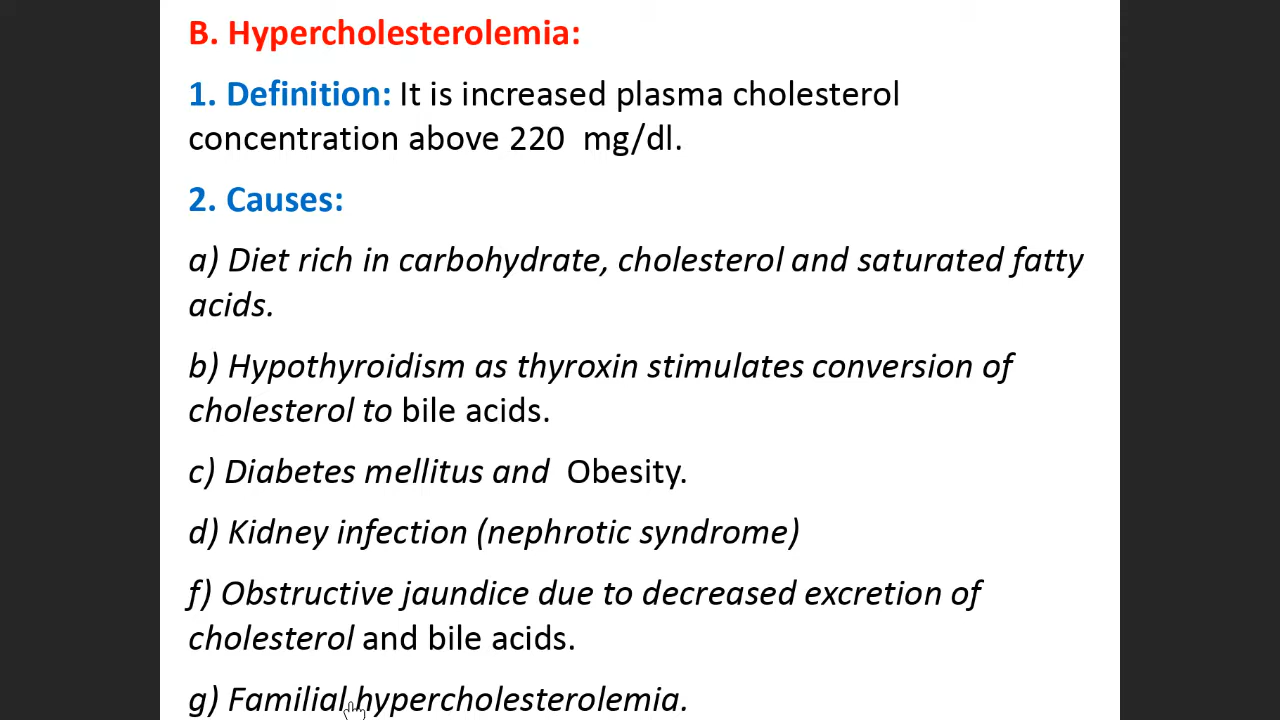 B. Hypercholesterolemia:
1. Definition: It is increased plasma cholesterol
concentration above 220 mg/dl.
2. Causes:
a) Diet rich in carbohydrate, cholesterol and saturated fatty
acids.
b) Hypothyroidism as thyroxin stimulates conversion of
cholesterol to bile acids.
c) Diabetes mellitus and Obesity.
d) Kidney infection (nephrotic syndrome)
f) Obstructive jaundice due to decreased excretion of
cholesterol and bile acids.
g) Familial hypercholesterolemia.